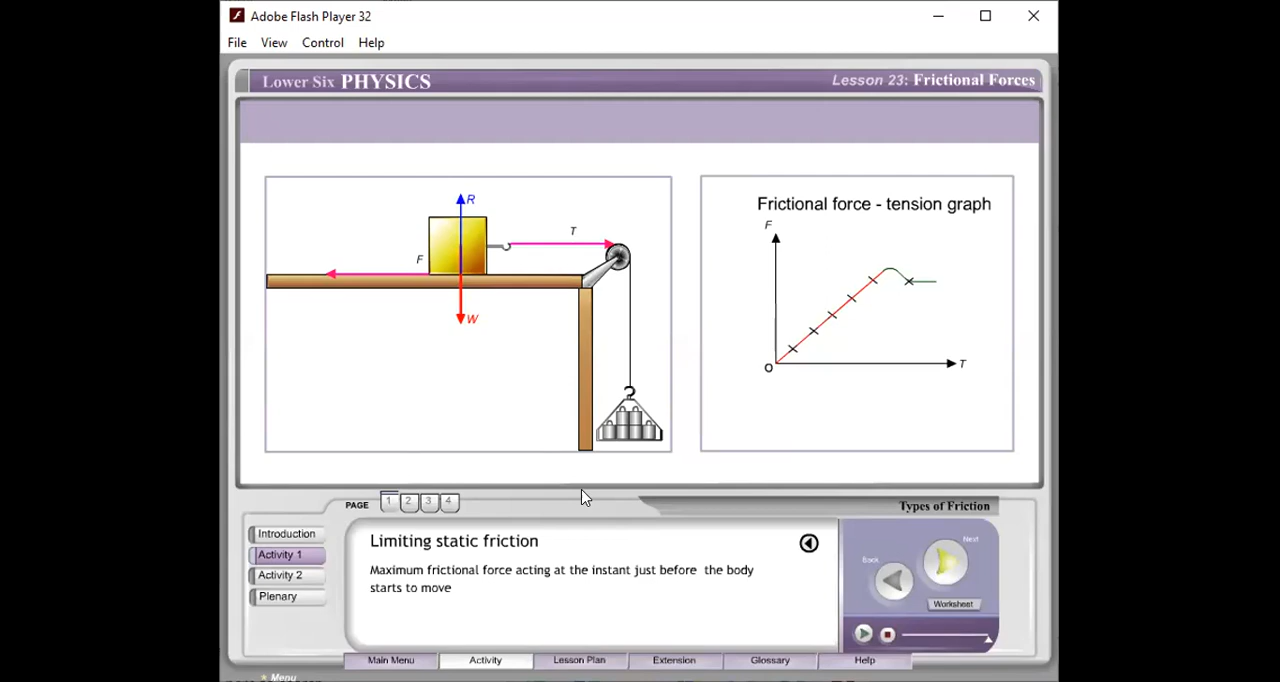 Adobe Flash Player 32
File View Control Help
Lower Six PHYSICS
Lesson 23: Frictional Forces
R
T
F
W
Frictional force - tension graph
F
O
T
PAGE 1 2 3 4
Types of Friction
Introduction
Activity 1
Activity 2
Plenary
Limiting static friction
Maximum frictional force acting at the instant just before the body
starts to move
Next
Back
Worksheet
Main Menu Activity Lesson Plan Extension Glossary Help
Menu